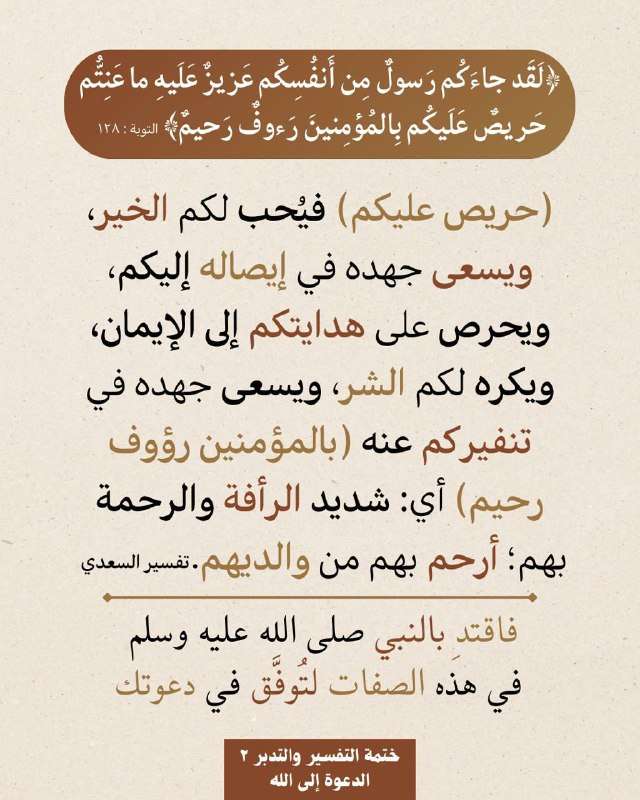 ﴿لَقَد جاءَكُم رَسولٌ مِن أَنفُسِكُم عَزيزٌ عَلَيهِ ما عَنِتُّم
حَريصٌ عَلَيكُم بِالمُؤمِنينَ رَءوفٌ رَحيمٌ﴾ التوبة : ١٢٨
(حريص عليكم) فيُحب لكم الخير،
ويسعى جهده في إيصاله إليكم،
ويحرص على هدايتكم إلى الإيمان،
ويكره لكم الشر، ويسعى جهده في
تنفيركم عنه (بالمؤمنين رؤوف
رحيم) أي: شديد الرأفة والرحمة
بهم؛ أرحم بهم من والديهم. تفسير السعدي
فاقتدِ بالنبي صلى الله عليه وسلم
في هذه الصفات لتُوفَّق في دعوتك
ختمة التفسير والتدبر ٢
الدعوة إلى الله